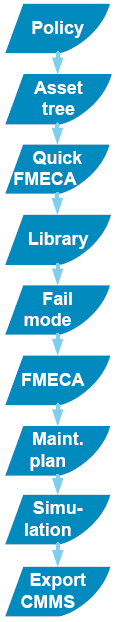 Policy
Asset
tree
Quick
FMECA
Library
Fail
mode
FMECA
Maint.
plan
Simu-
lation
Export
CMMS